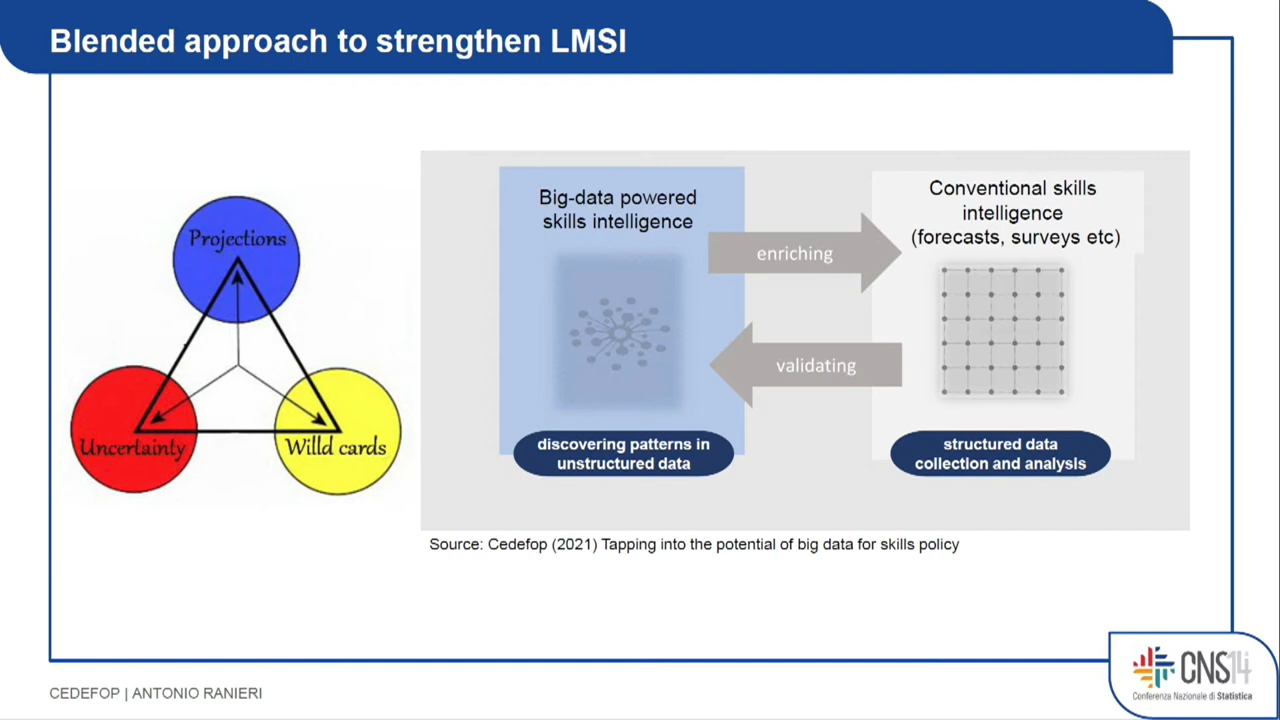 Blended approach to strengthen LMSI
Projections
Uncertainty
Willd cards
Big-data powered
skills intelligence
enriching
validating
discovering patterns in
unstructured data
Conventional skills
intelligence
(forecasts, surveys etc)
structured data
collection and analysis
Source: Cedefop (2021) Tapping into the potential of big data for skills policy
CEDEFOP | ANTONIO RANIERI
CNS14
Conferenza Nazionale di Statistica